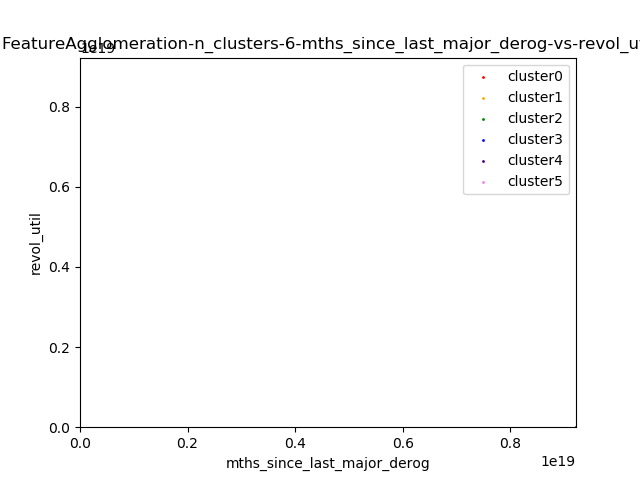 FeatureAgglomeration-n_clusters-6-mths_since_last_major_derog-vs-revol_ut
1e19
cluster0
cluster1
cluster2
cluster3
cluster4
cluster5
0.8
0.6
0.4
0.2
0.0
revol_util
0.0 0.2 0.4 0.6 0.8
1e19
mths_since_last_major_derog